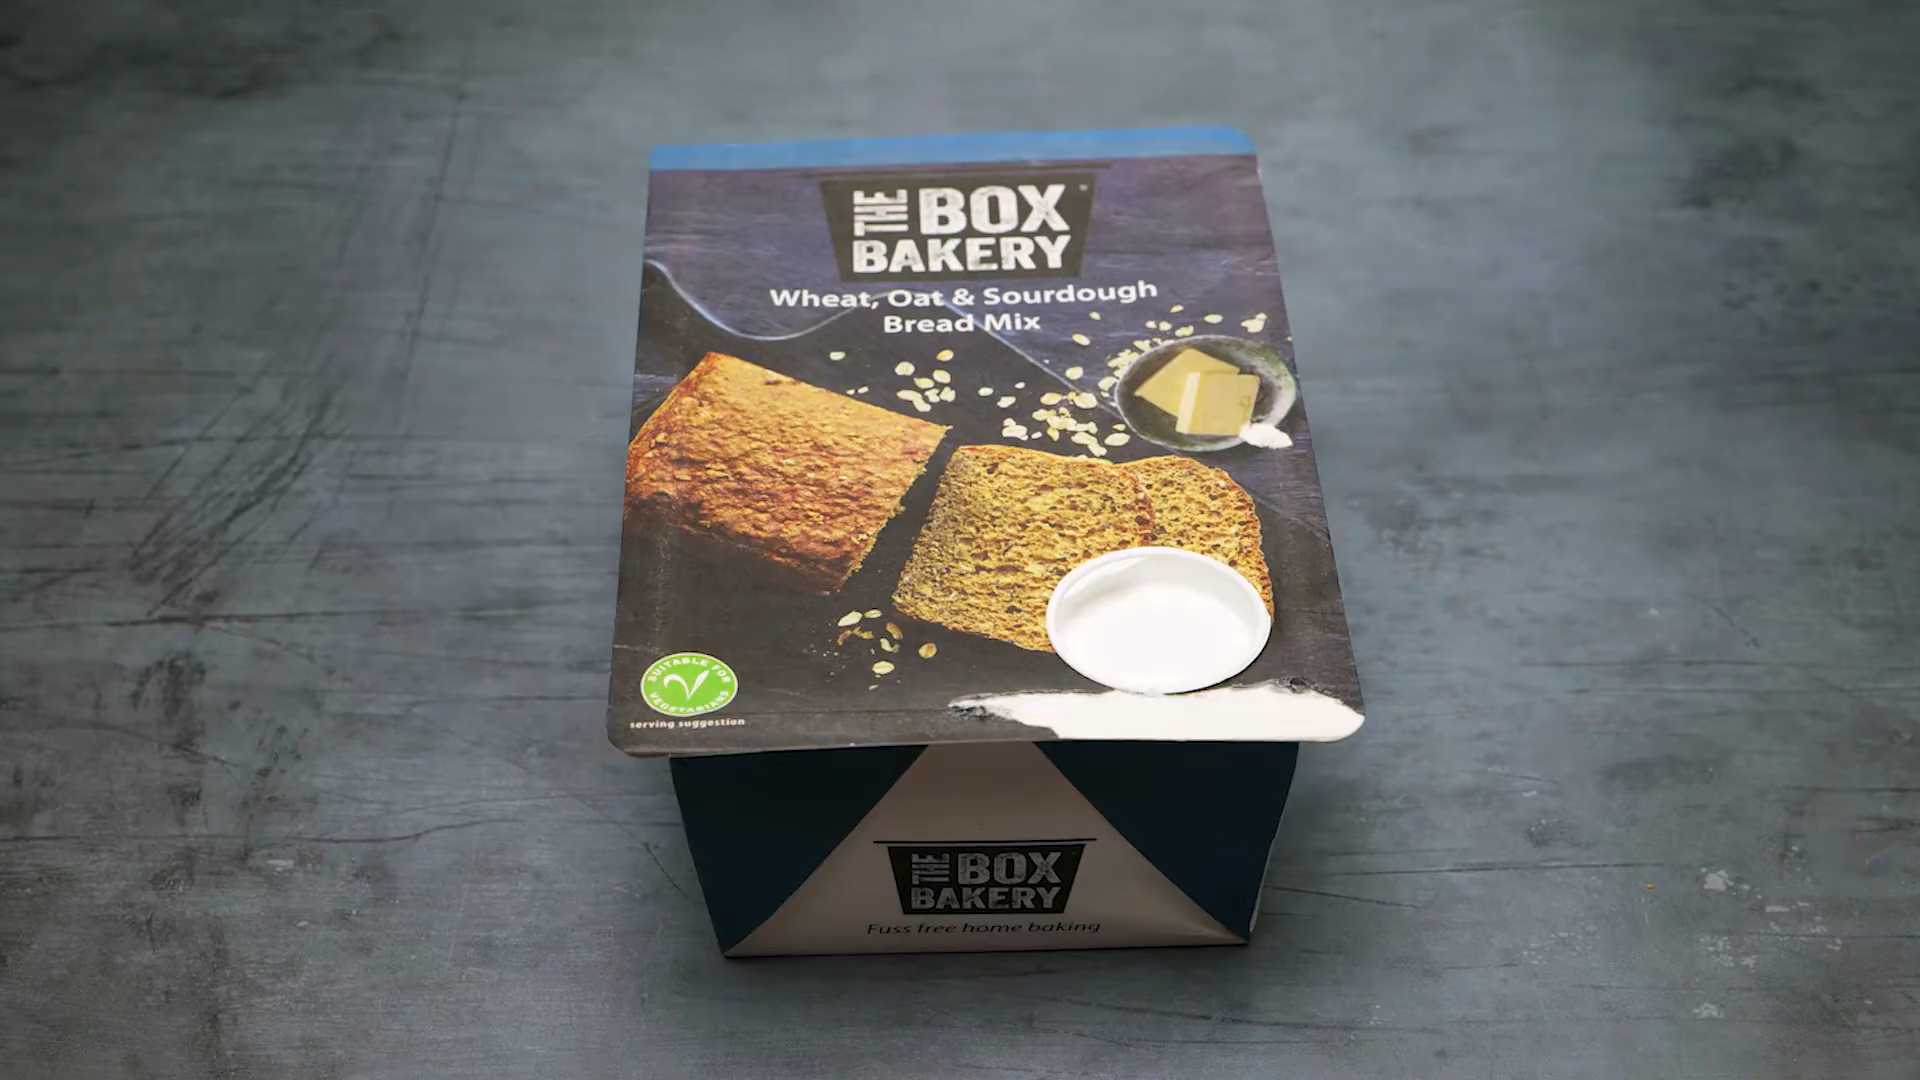 THE BOX
BAKERY
Wheat, Oat & Sourdough
Bread Mix
SUITABLE FOR
VEGETARIANS
serving suggestion
THE BOX
BAKERY
Fuss free home baking